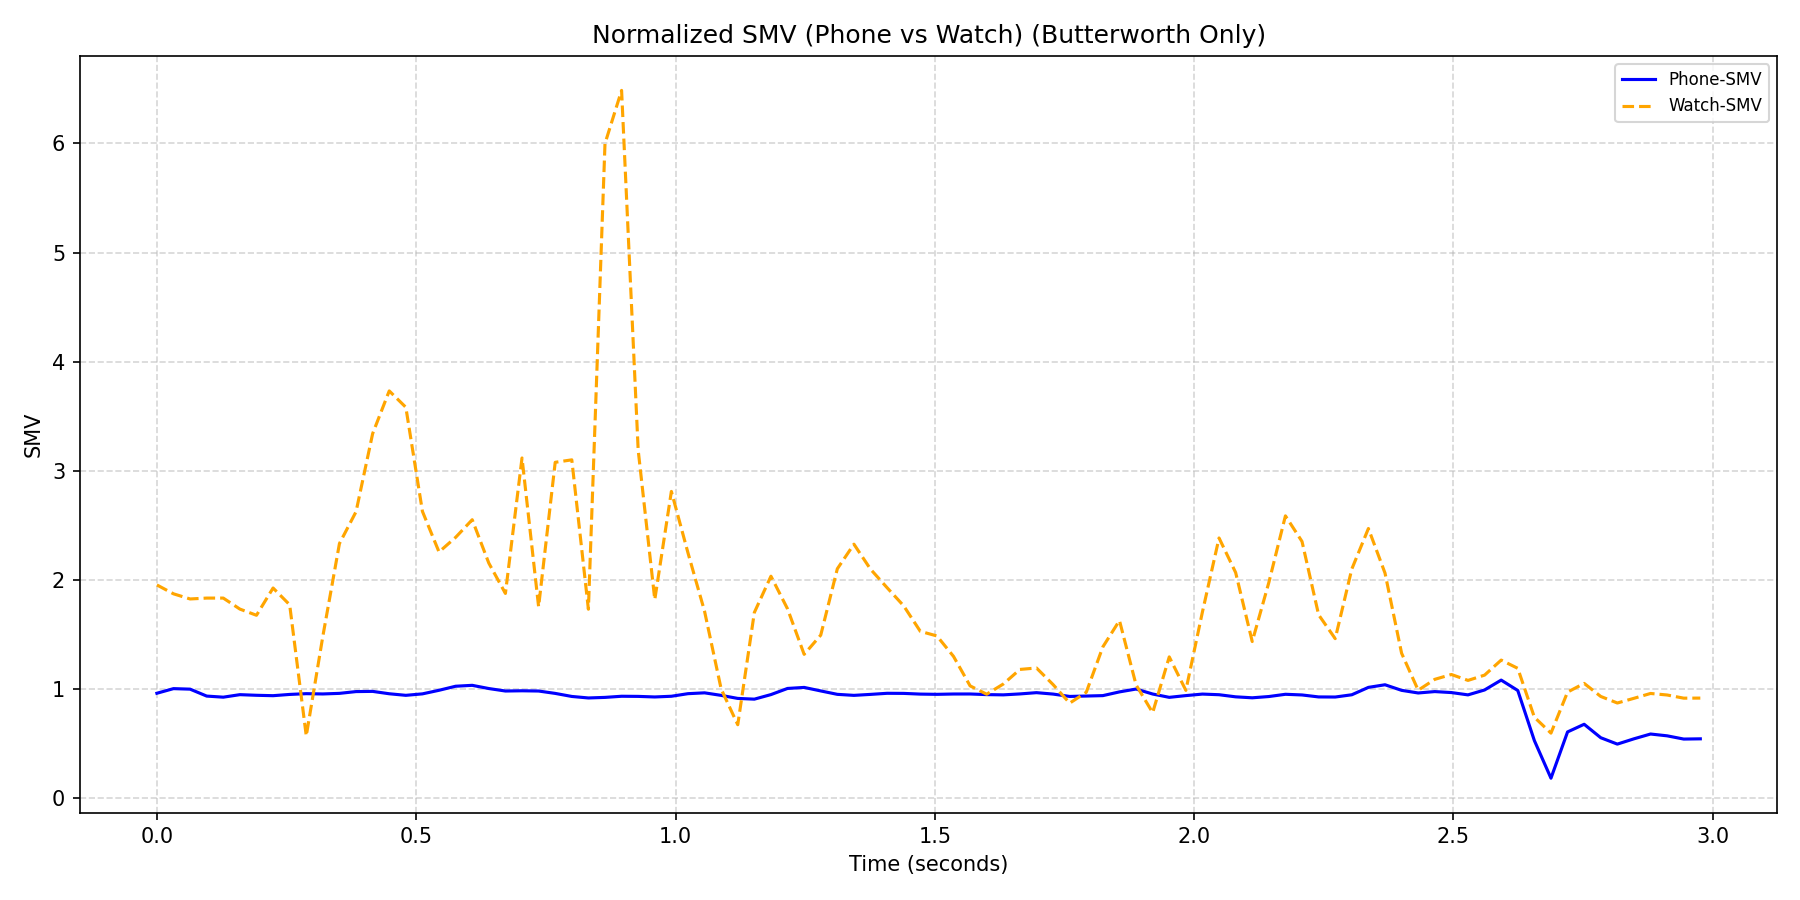 Normalized SMV (Phone vs Watch) (Butterworth Only)
Phone-SMV
Watch-SMV
6
5
4
3
2
1
0
SMV
0.0 0.5 1.0 1.5 2.0 2.5 3.0
Time (seconds)